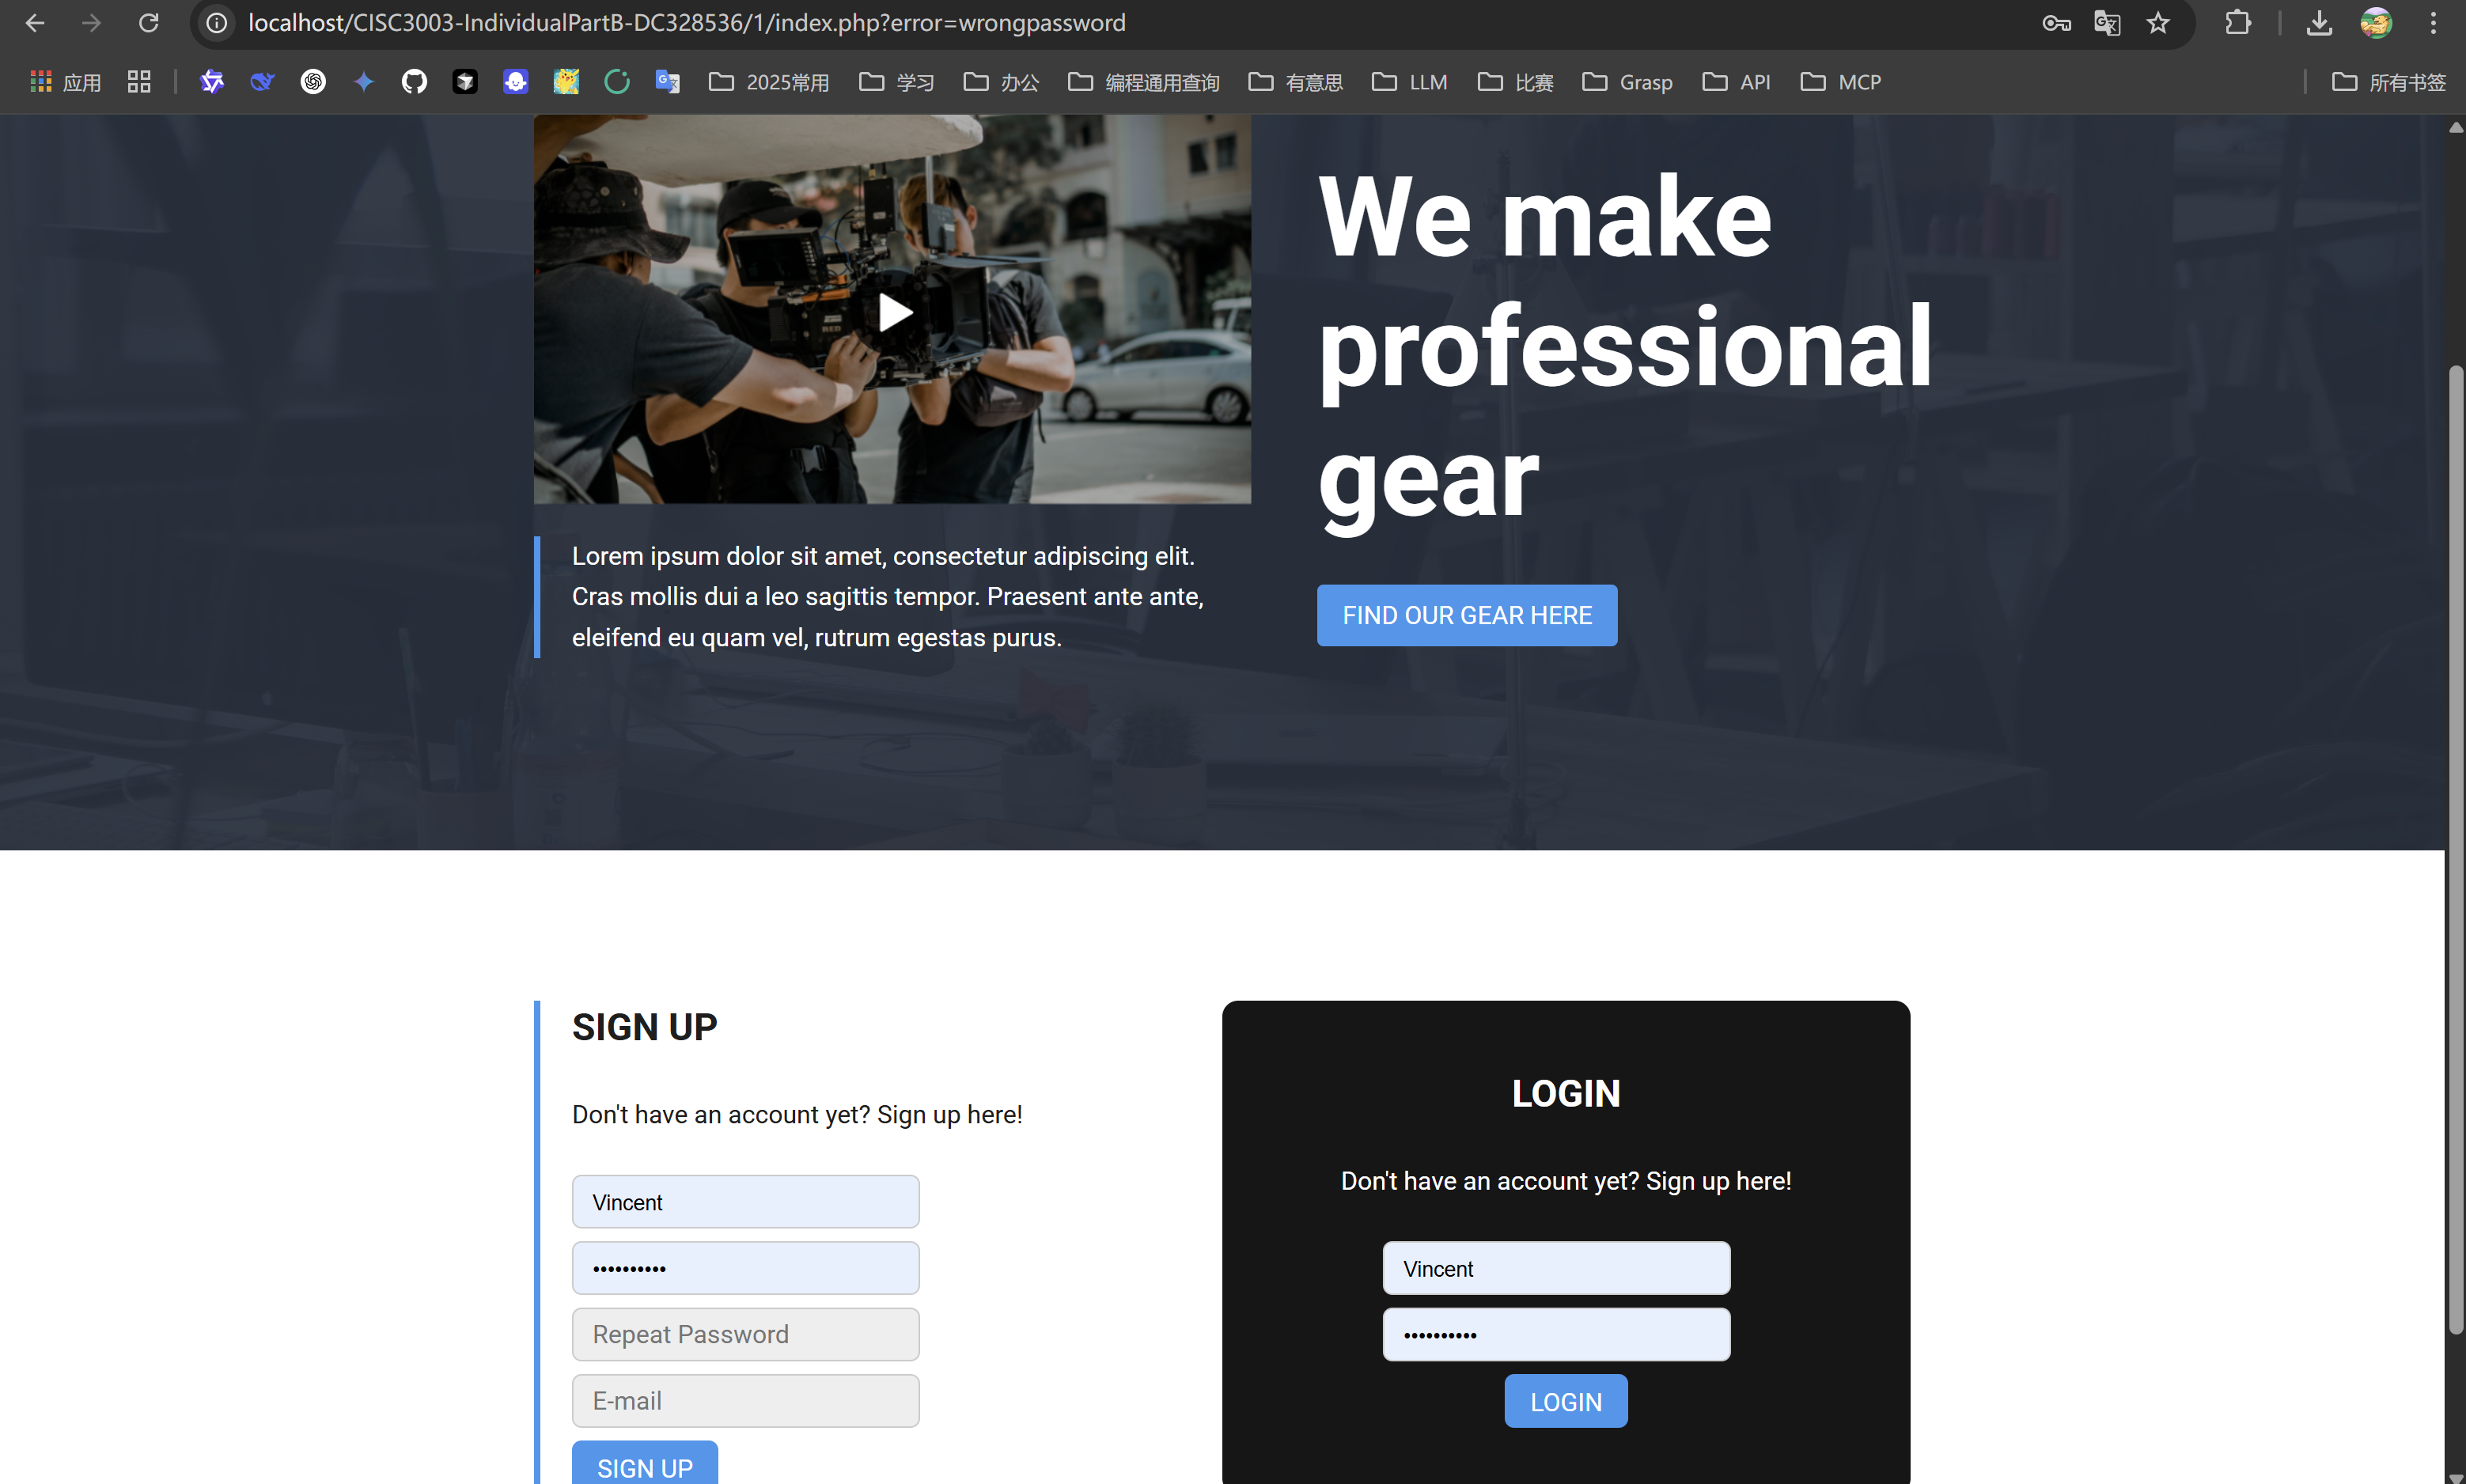 localhost/CISC3003-IndividualPartB-DC328536/1/index.php?error=wrongpassword
应用
2025常用
学习
办公
编程通用查询
有意思
LLM
比赛
Grasp
API
MCP
所有书签
We make
professional
gear
Lorem ipsum dolor sit amet, consectetur adipiscing elit.
Cras mollis dui a leo sagittis tempor. Praesent ante ante,
eleifend eu quam vel, rutrum egestas purus.
FIND OUR GEAR HERE
SIGN UP
Don't have an account yet? Sign up here!
Vincent
••••••••••
Repeat Password
E-mail
SIGN UP
LOGIN
Don't have an account yet? Sign up here!
Vincent
••••••••••
LOGIN